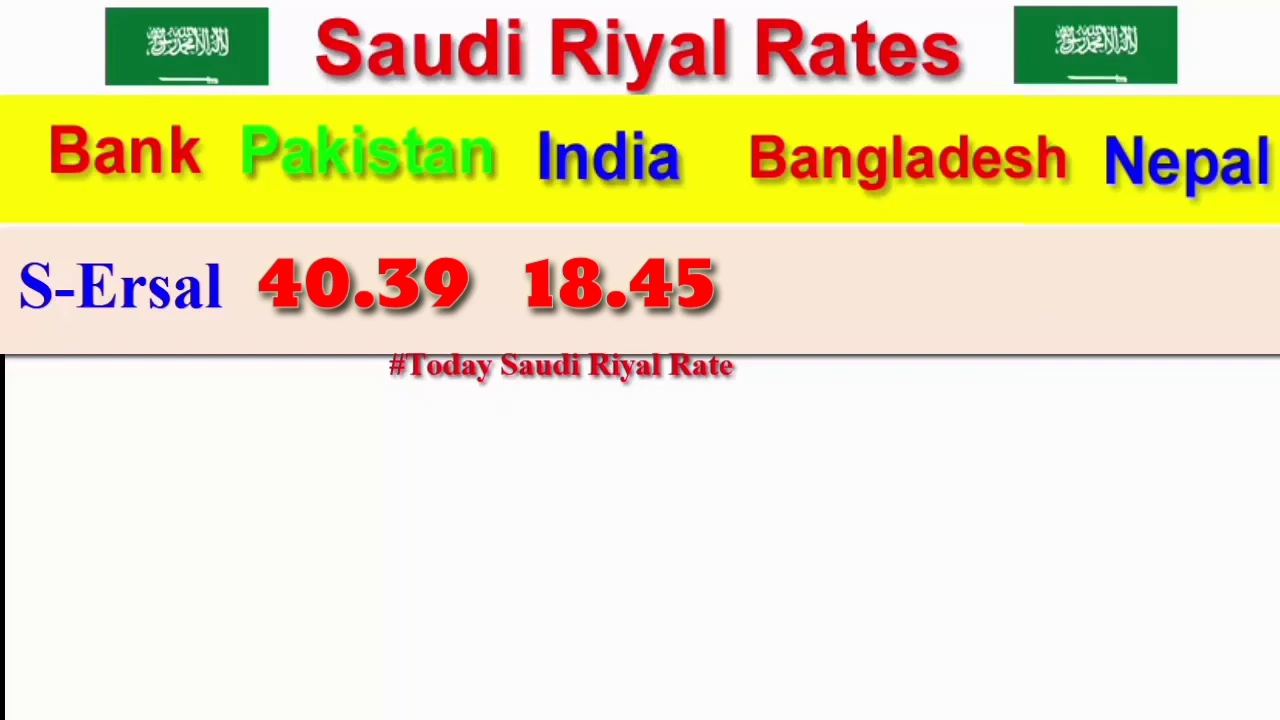 Saudi Riyal Rates
Bank Pakistan India Bangladesh Nepal
S-Ersal 40.39 18.45
#Today Saudi Riyal Rate